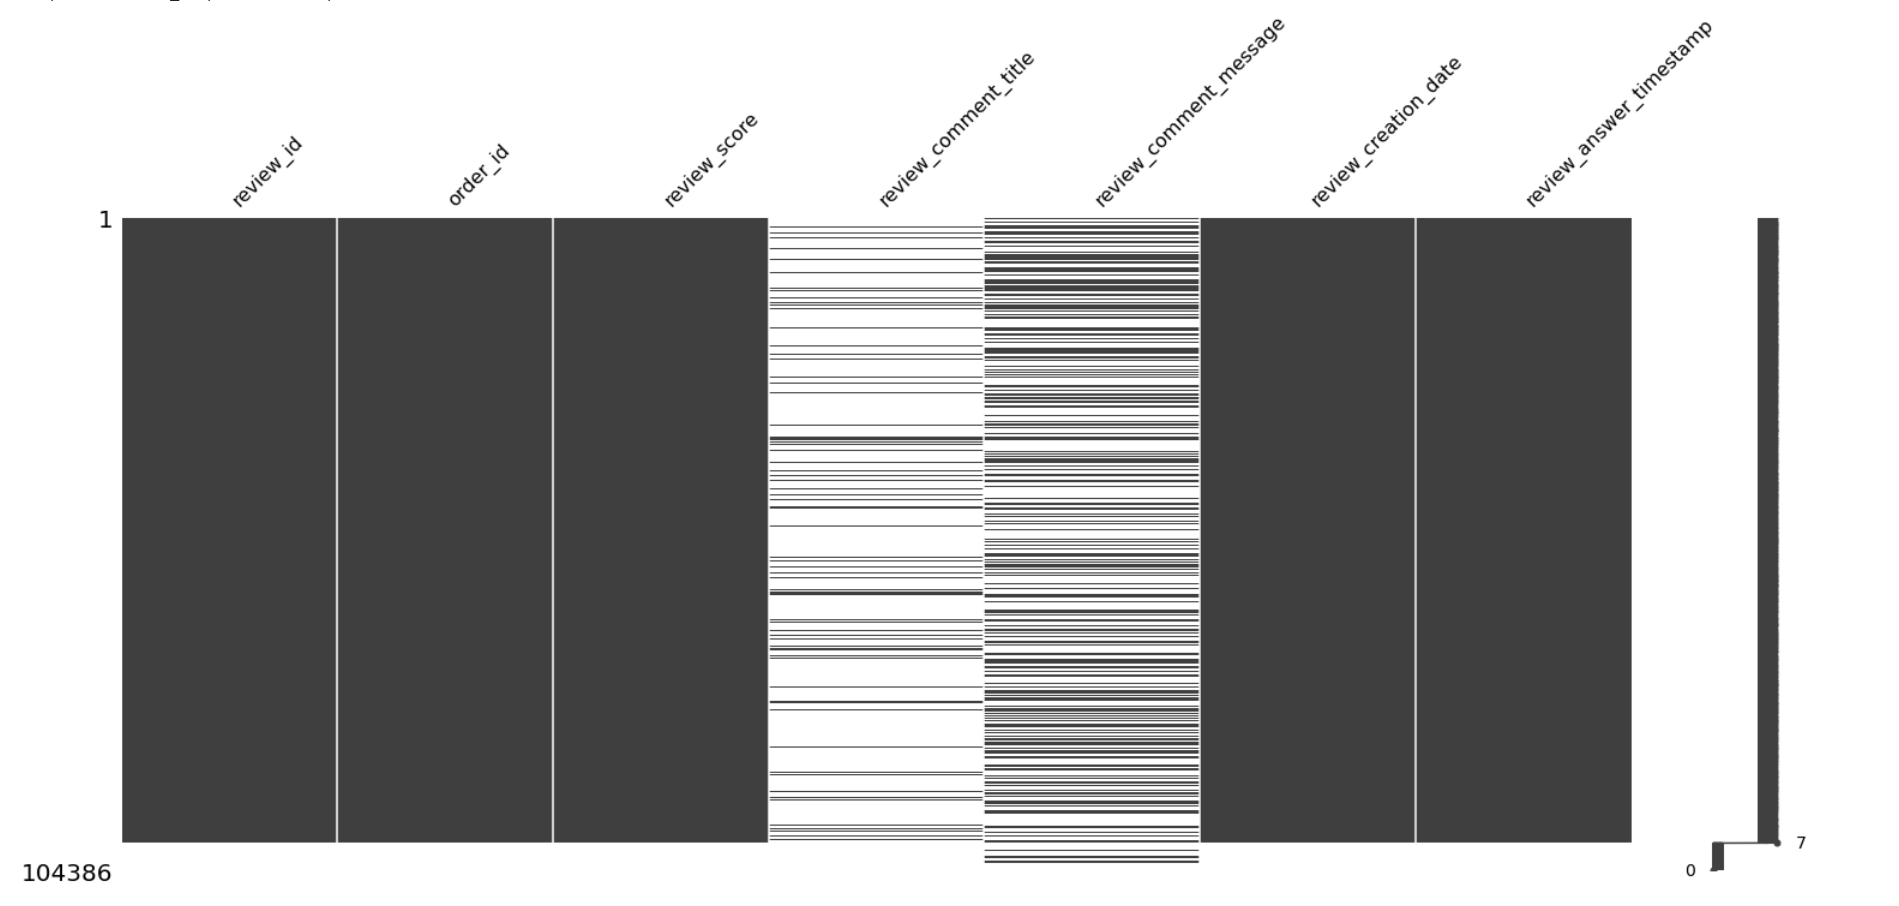 review_id
order_id
review_score
review_comment_title
review_comment_message
review_creation_date
review_answer_timestamp
1
104386
7
0